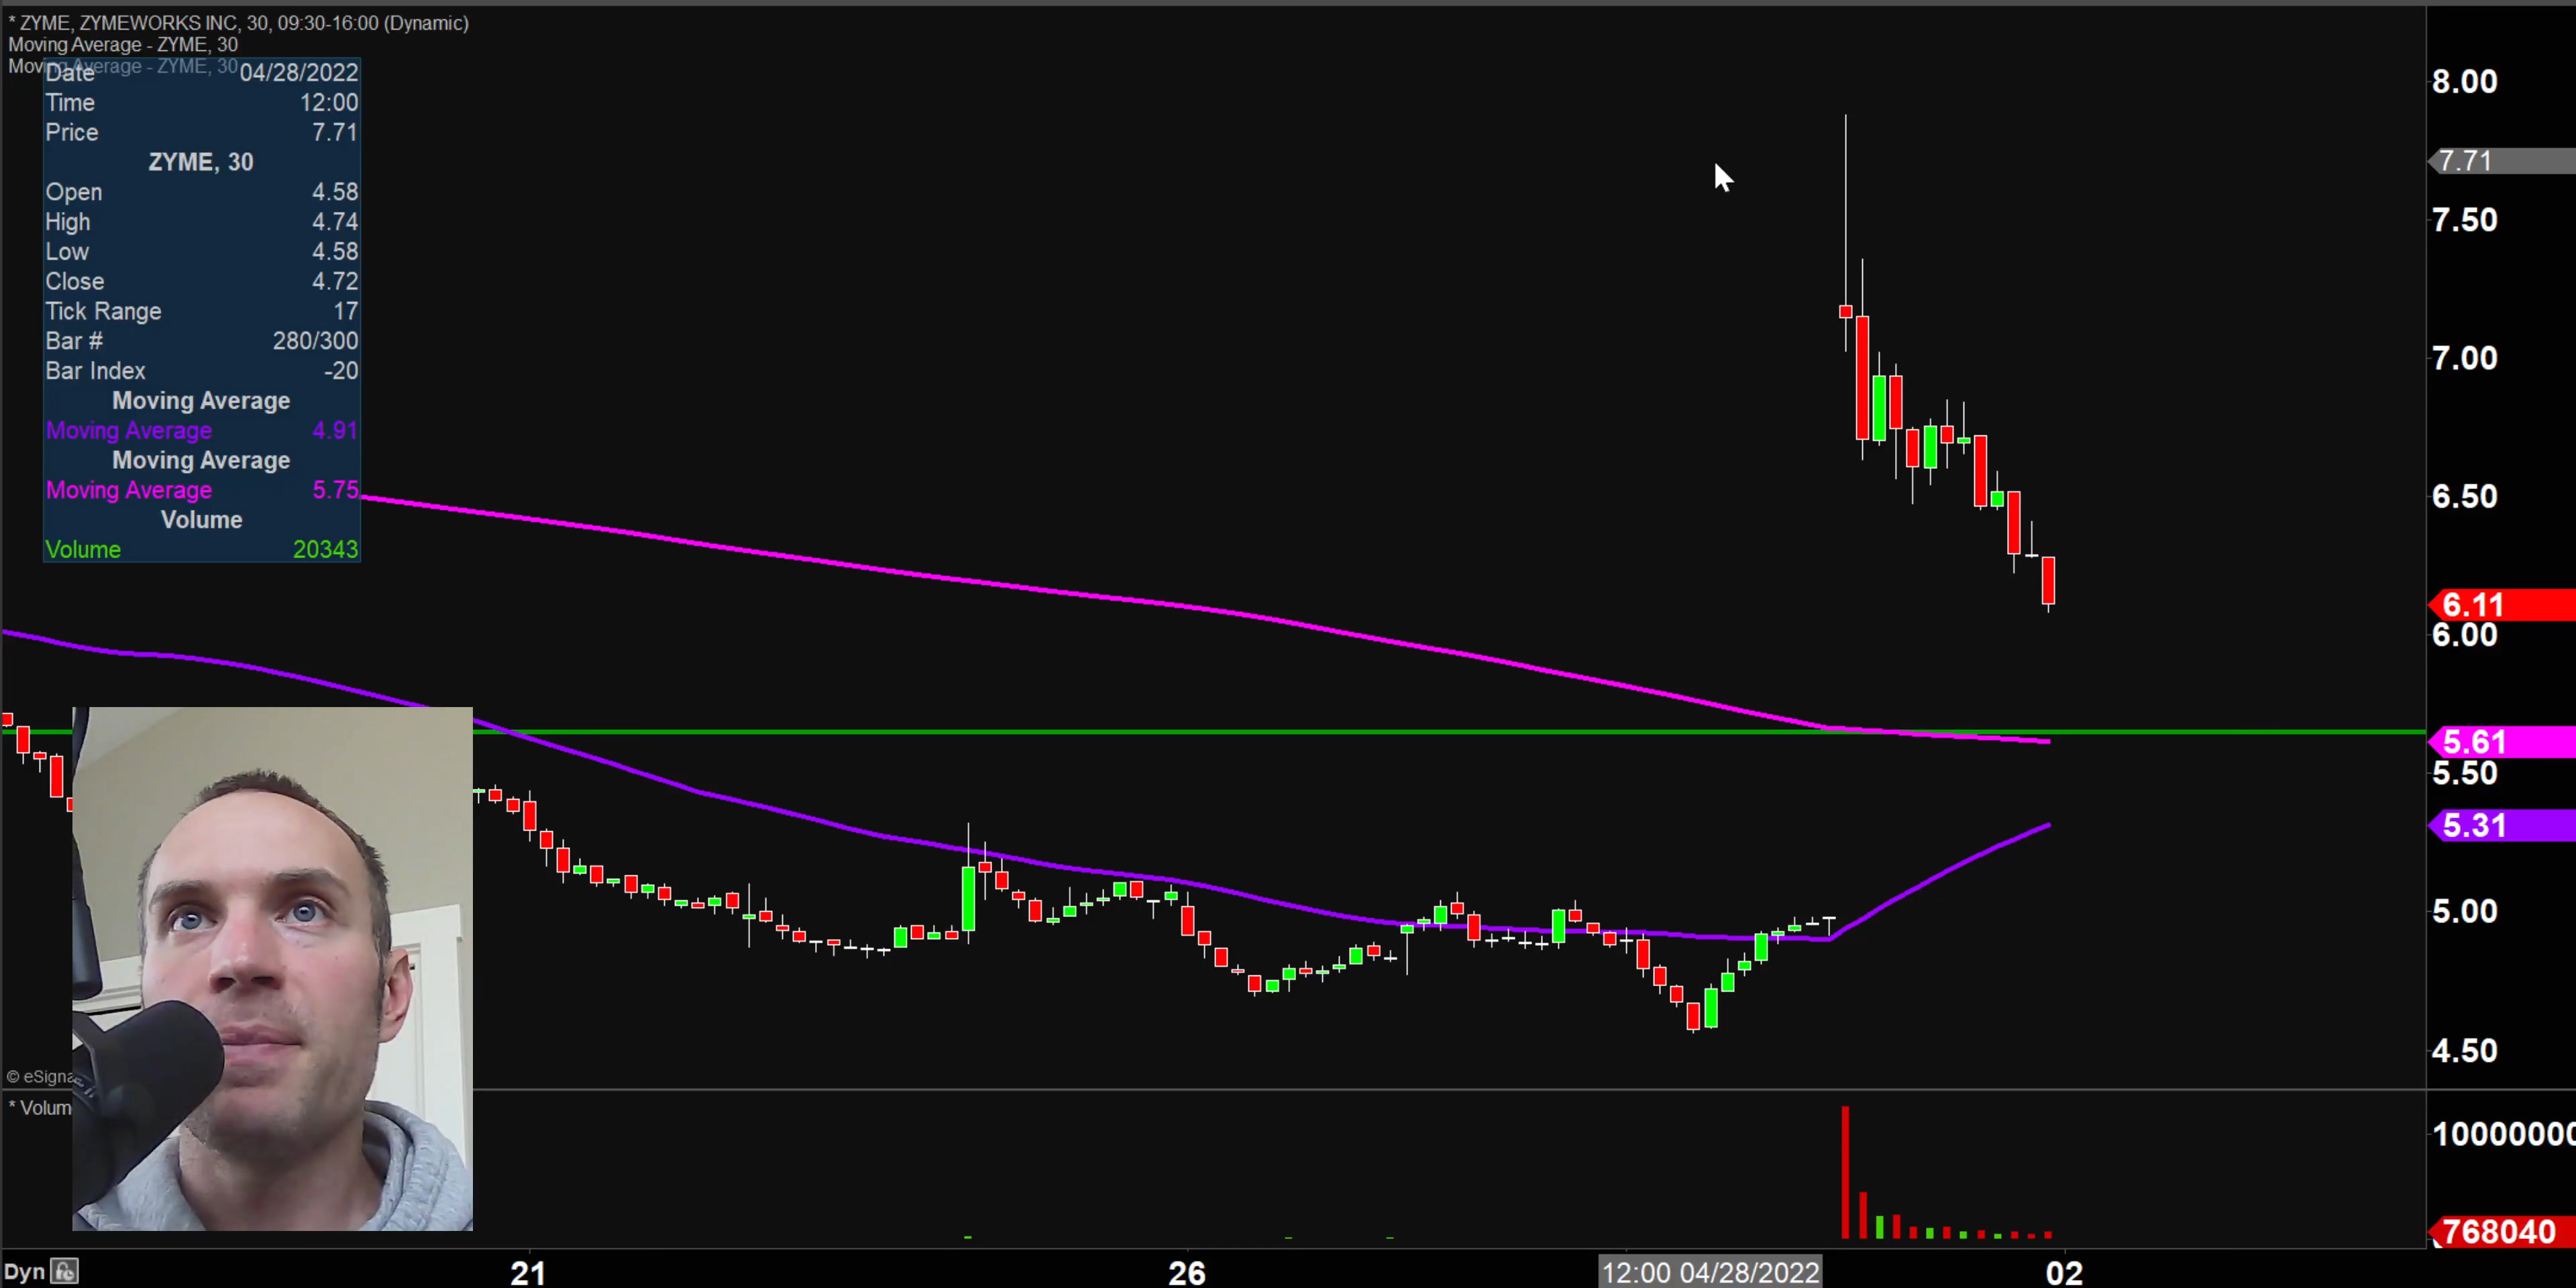 * ZYME, ZYMEWORKS INC, 30, 09:30-16:00 (Dynamic)
Moving Average - ZYME, 30
Moving Average - ZYME, 30
Date 04/28/2022
Time 12:00
Price 7.71
ZYME, 30
Open 4.58
High 4.74
Low 4.58
Close 4.72
Tick Range 17
Bar # 280/300
Bar Index -20
Moving Average
Moving Average 4.91
Moving Average
Moving Average 5.75
Volume
Volume 20343
8.00
7.71
7.50
7.00
6.50
6.11
6.00
5.61
5.50
5.31
5.00
4.50
© eSigna
* Volum
10000000
768040
Dyn 21 26 12:00 04/28/2022 02